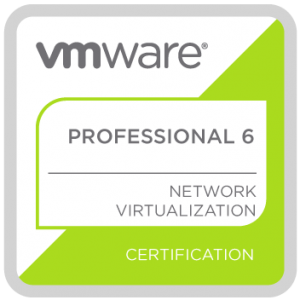 vmware®
PROFESSIONAL 6
NETWORK
VIRTUALIZATION
CERTIFICATION